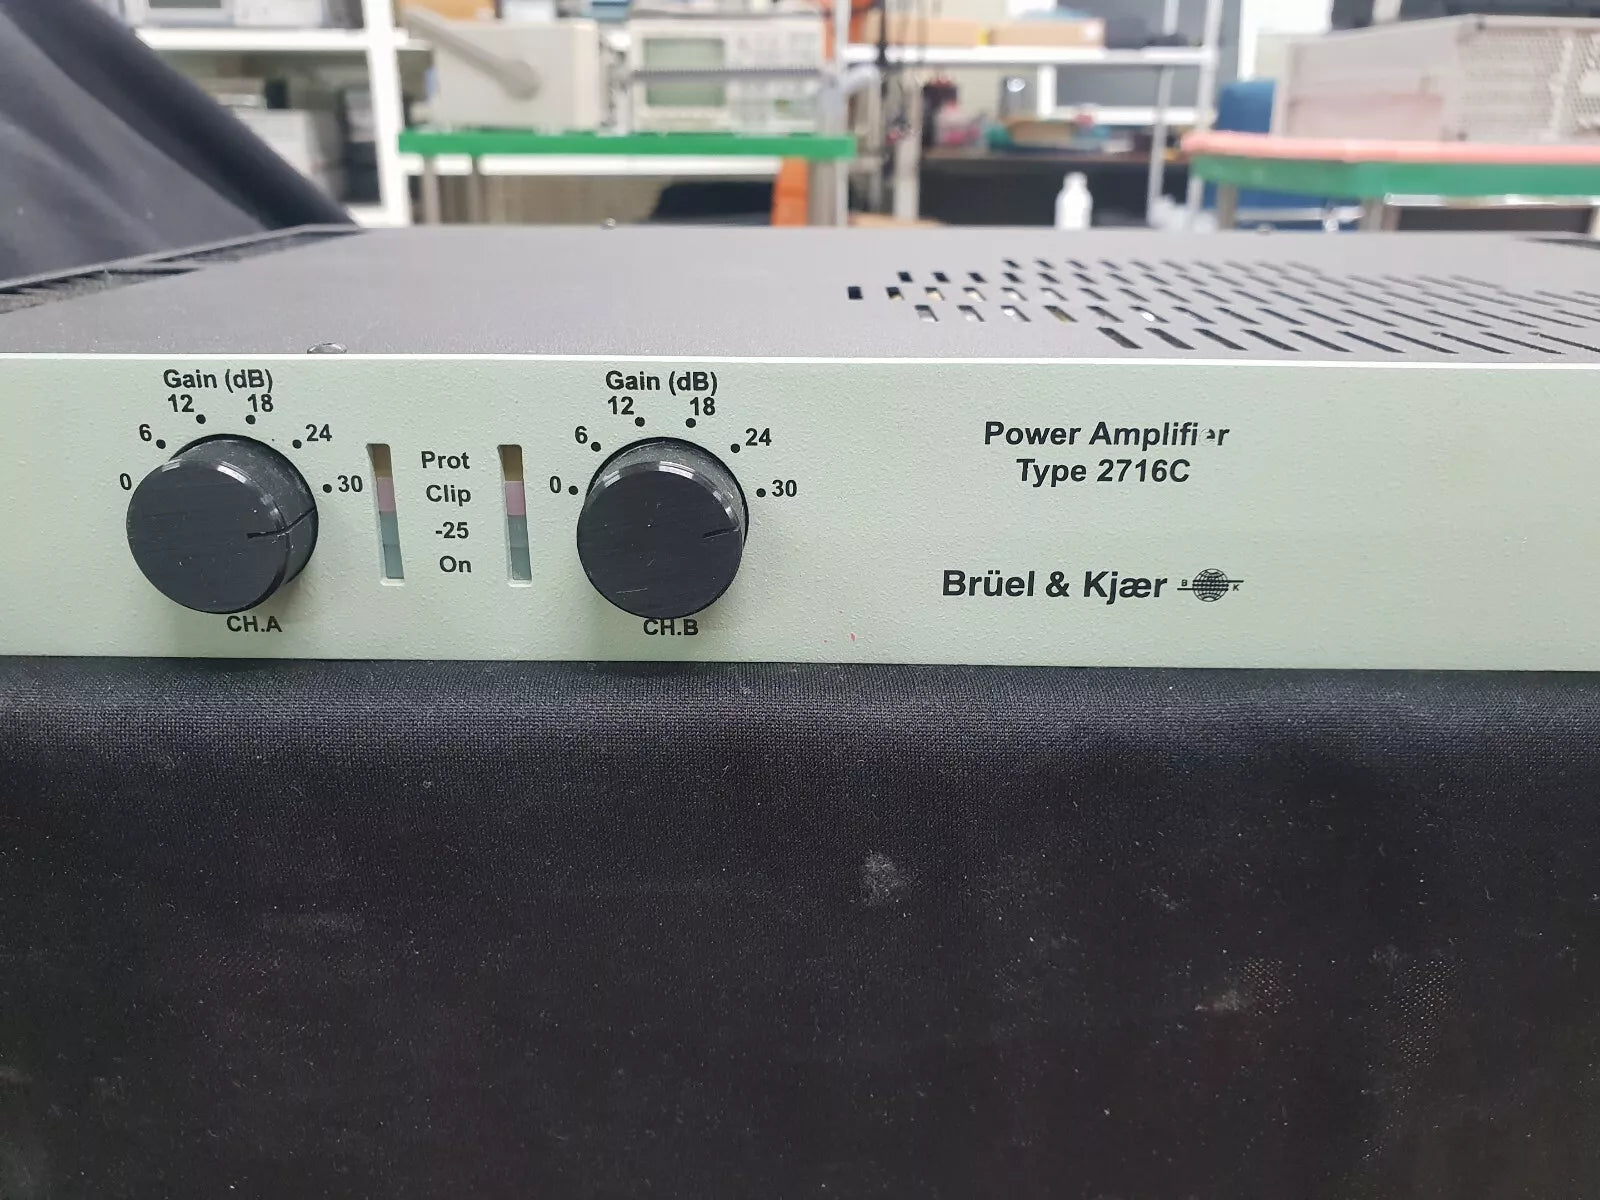 Gain (dB)
0 6 12 18 24 30
CH.A
Prot
Clip
-25
On
Gain (dB)
0 6 12 18 24 30
CH.B
Power Amplifier
Type 2716C
Brüel & Kjær
B K